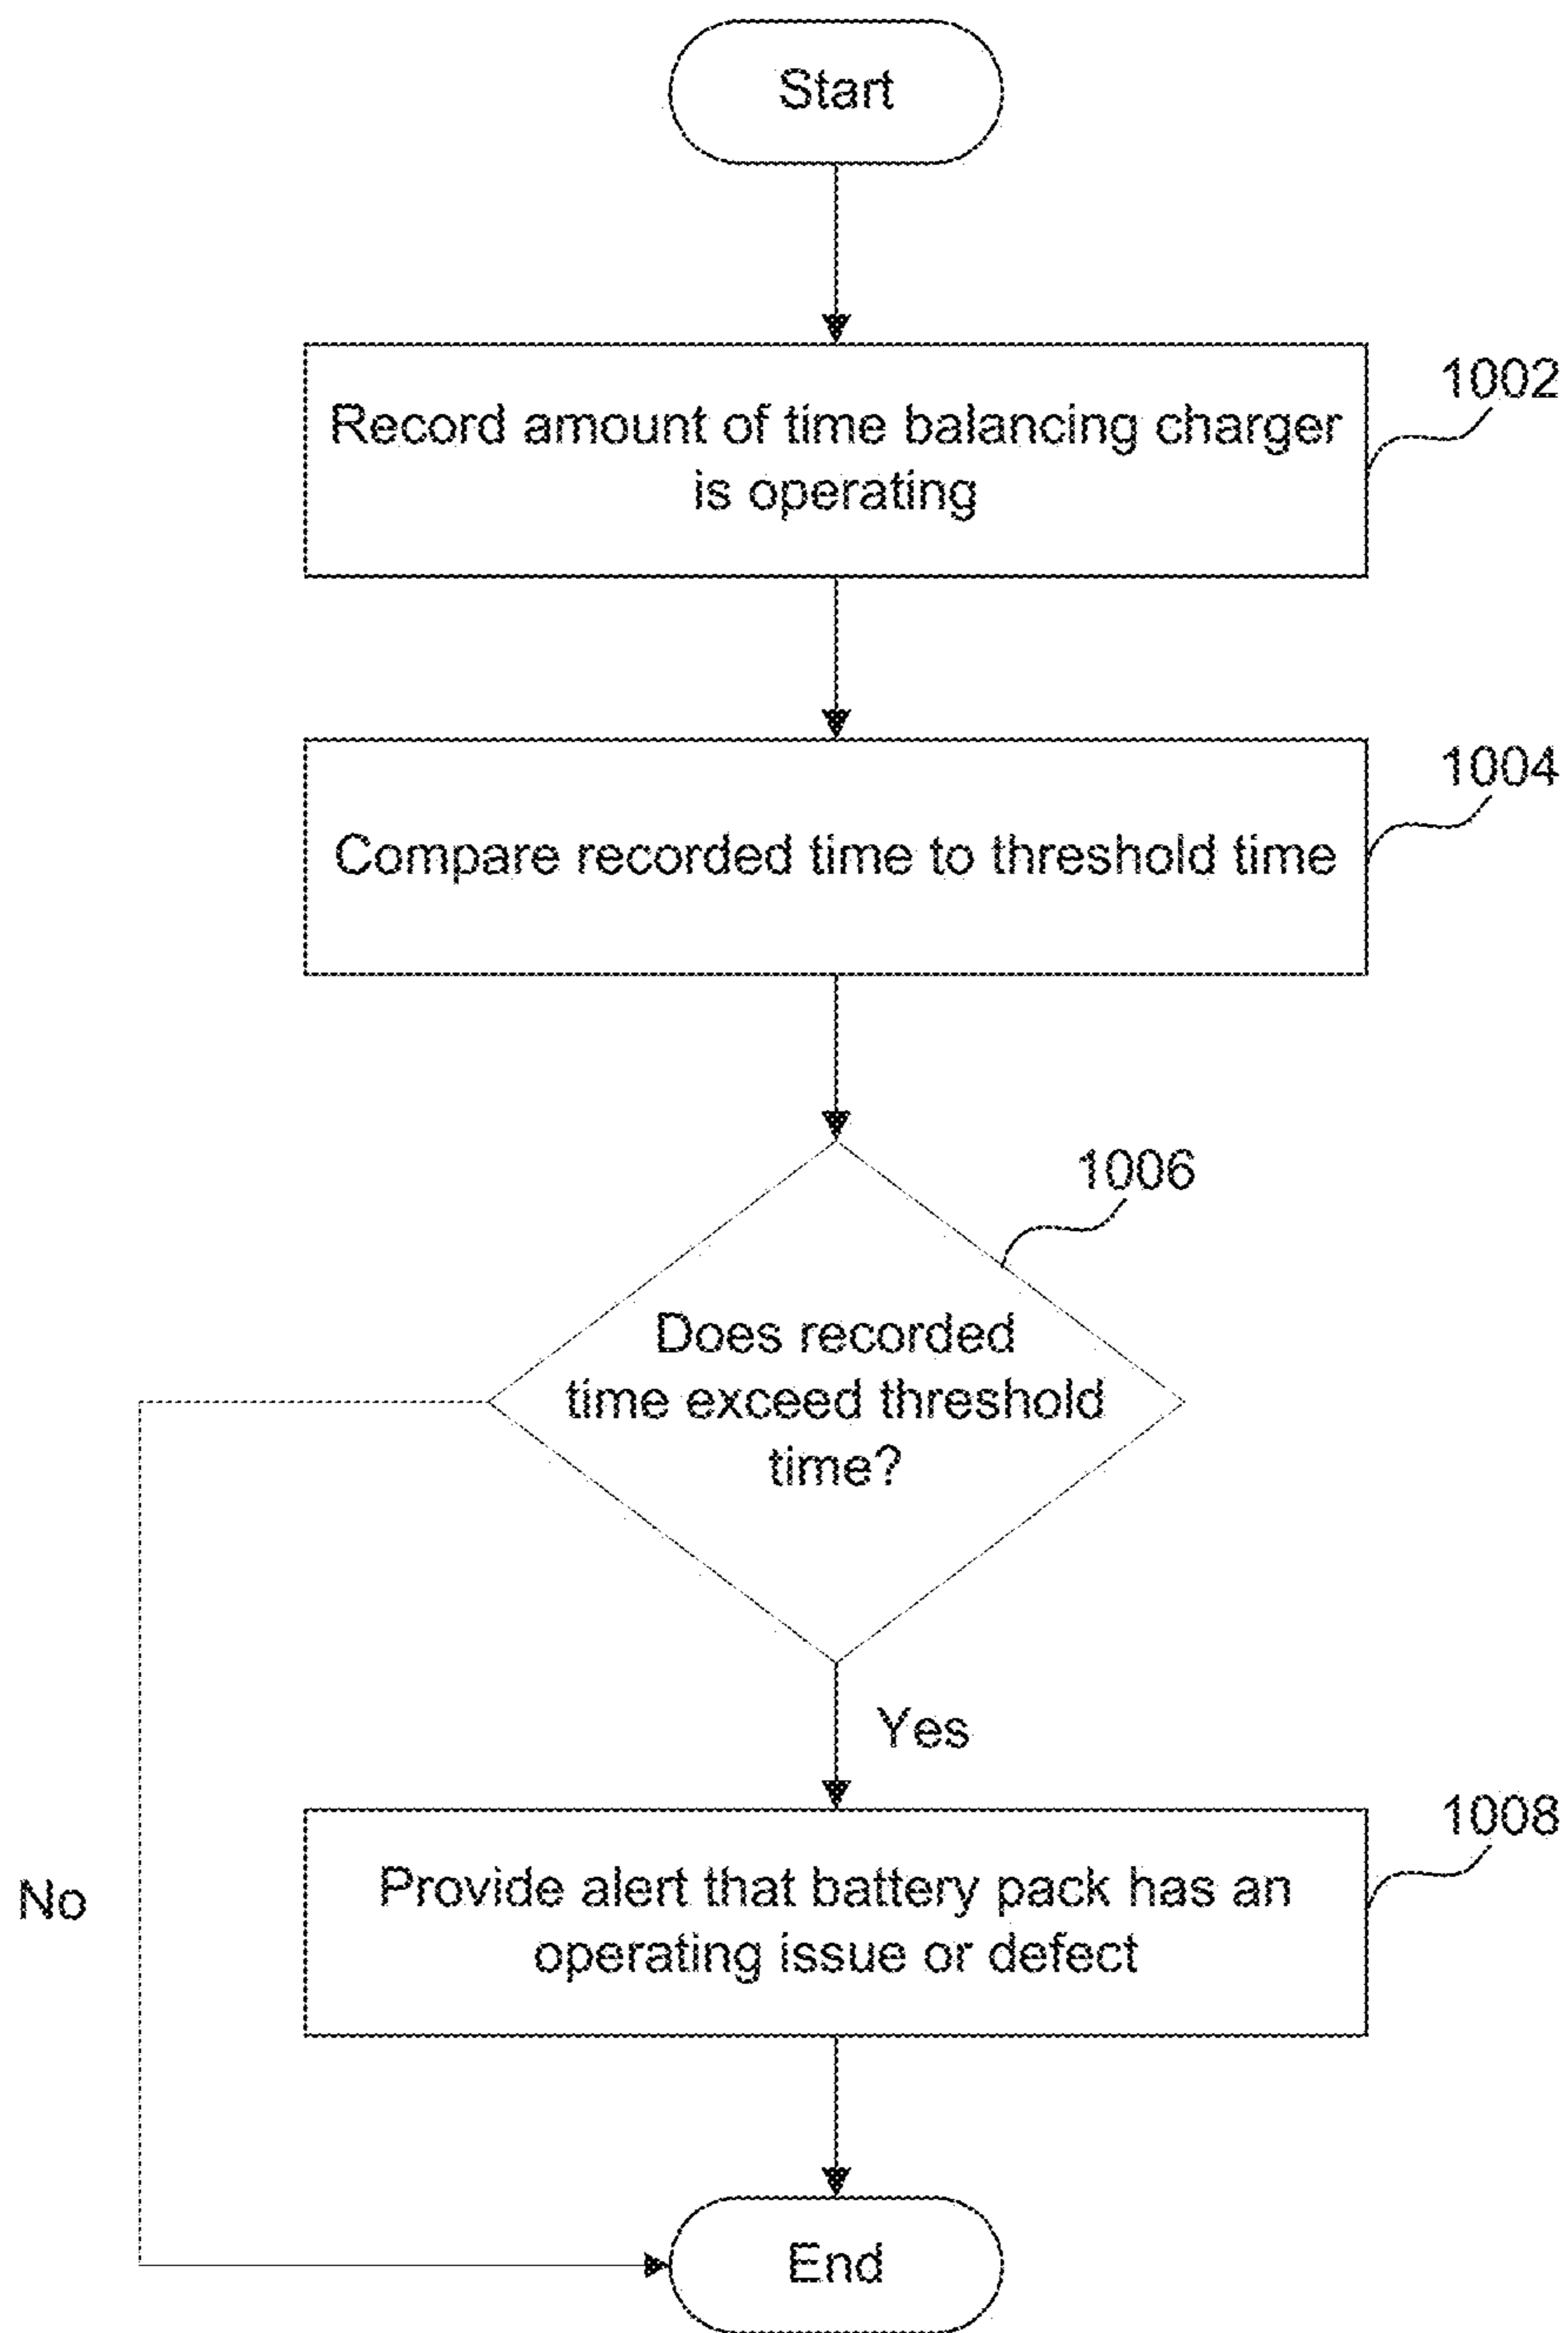 Start
Record amount of time balancing charger
is operating
1002
Compare recorded time to threshold time
1004
1006
Does recorded
time exceed threshold
time?
Yes
No
Provide alert that battery pack has an
operating issue or defect
1008
End